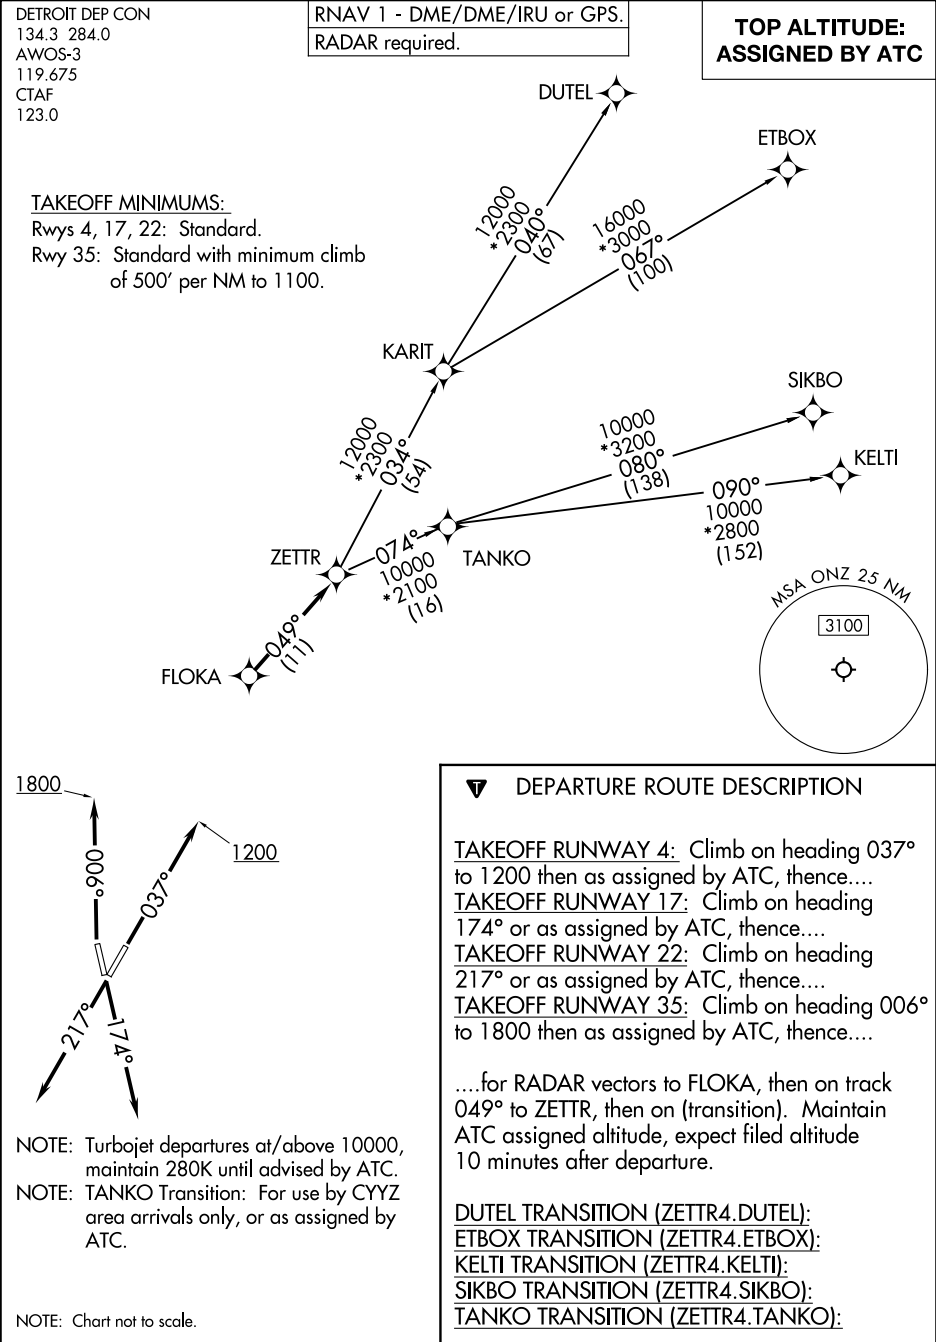 DETROIT DEP CON
134.3 284.0
AWOS-3
119.675
CTAF
123.0
RNAV 1 - DME/DME/IRU or GPS.
RADAR required.
TOP ALTITUDE:
ASSIGNED BY ATC
TAKEOFF MINIMUMS:
Rwys 4, 17, 22: Standard.
Rwy 35: Standard with minimum climb
of 500' per NM to 1100.
DUTEL
ETBOX
12000
*2300
040°
(67)
16000
*3000
067°
(100)
KARIT
SIKBO
12000
*2300
034°
(54)
10000
*3200
080°
(138)
KELTI
090°
10000
*2800
(152)
ZETTR
074°
10000
*2100
(16)
TANKO
049°
(11)
FLOKA
MSA ONZ 25 NM
3100
1800
1200
006°
037°
217°
174°
NOTE: Turbojet departures at/above 10000,
maintain 280K until advised by ATC.
NOTE: TANKO Transition: For use by CYYZ
area arrivals only, or as assigned by
ATC.
NOTE: Chart not to scale.
T DEPARTURE ROUTE DESCRIPTION
TAKEOFF RUNWAY 4: Climb on heading 037°
to 1200 then as assigned by ATC, thence....
TAKEOFF RUNWAY 17: Climb on heading
174° or as assigned by ATC, thence....
TAKEOFF RUNWAY 22: Climb on heading
217° or as assigned by ATC, thence....
TAKEOFF RUNWAY 35: Climb on heading 006°
to 1800 then as assigned by ATC, thence....
....for RADAR vectors to FLOKA, then on track
049° to ZETTR, then on (transition). Maintain
ATC assigned altitude, expect filed altitude
10 minutes after departure.
DUTEL TRANSITION (ZETTR4.DUTEL):
ETBOX TRANSITION (ZETTR4.ETBOX):
KELTI TRANSITION (ZETTR4.KELTI):
SIKBO TRANSITION (ZETTR4.SIKBO):
TANKO TRANSITION (ZETTR4.TANKO):